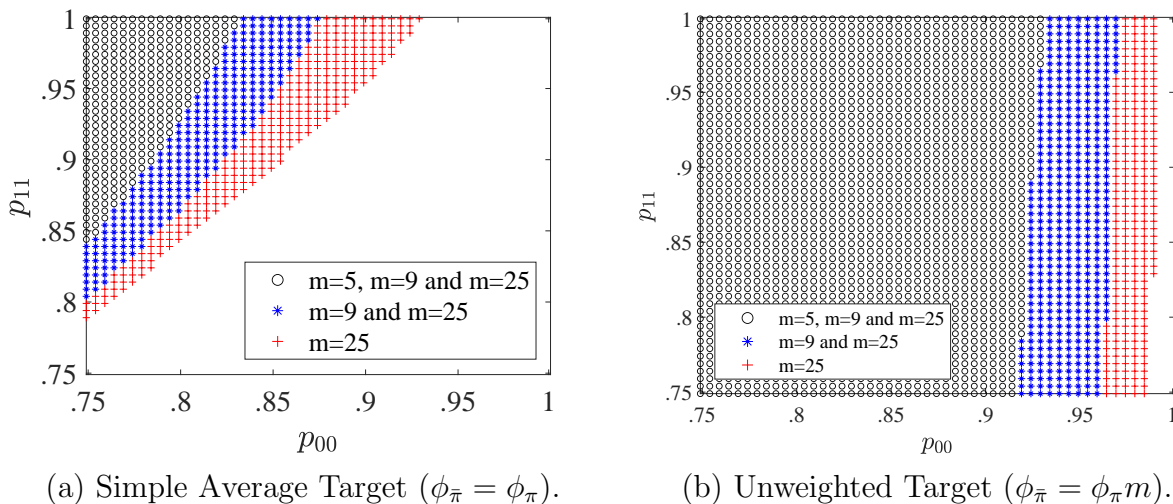 1
.95
.9
.85
.8
.75
p11
m=5, m=9 and m=25
m=9 and m=25
m=25
.75 .8 .85 .9 .95 1
p00
(a) Simple Average Target (ϕπ̄ = ϕπ).
1
.95
.9
.85
.8
.75
p11
m=5, m=9 and m=25
m=9 and m=25
m=25
.75 .8 .85 .9 .95 1
p00
(b) Unweighted Target (ϕπ̄ = ϕπm).